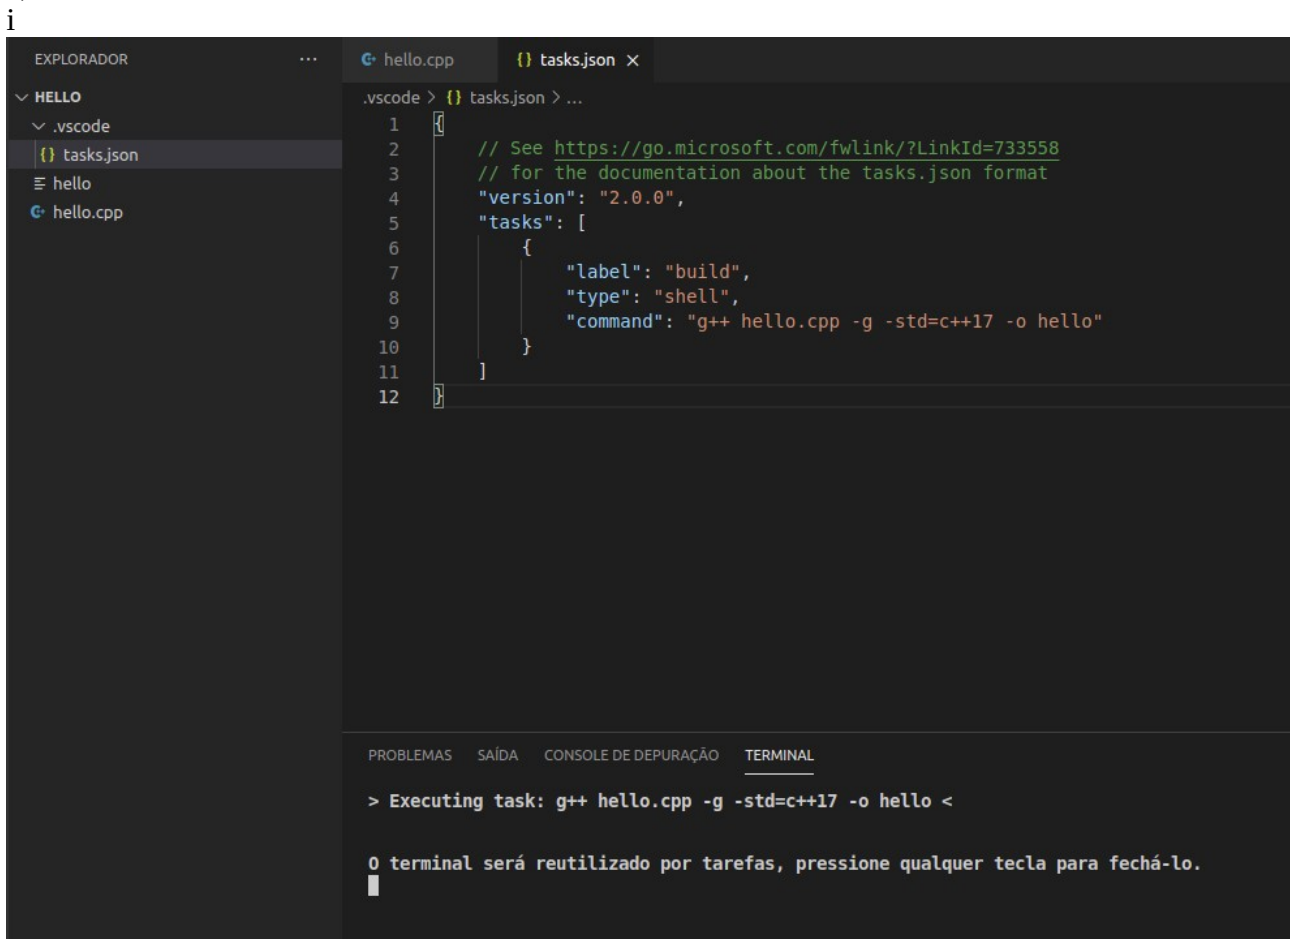 i
EXPLORADOR ...
HELLO
.vscode
{} tasks.json
hello
hello.cpp
hello.cpp {} tasks.json ×
.vscode > {} tasks.json > ...
1 {
2 // See https://go.microsoft.com/fwlink/?LinkId=733558
3 // for the documentation about the tasks.json format
4 "version": "2.0.0",
5 "tasks": [
6 {
7 "label": "build",
8 "type": "shell",
9 "command": "g++ hello.cpp -g -std=c++17 -o hello"
10 }
11 ]
12 }
PROBLEMAS SAÍDA CONSOLE DE DEPURAÇÃO TERMINAL
> Executing task: g++ hello.cpp -g -std=c++17 -o hello <
O terminal será reutilizado por tarefas, pressione qualquer tecla para fechá-lo.